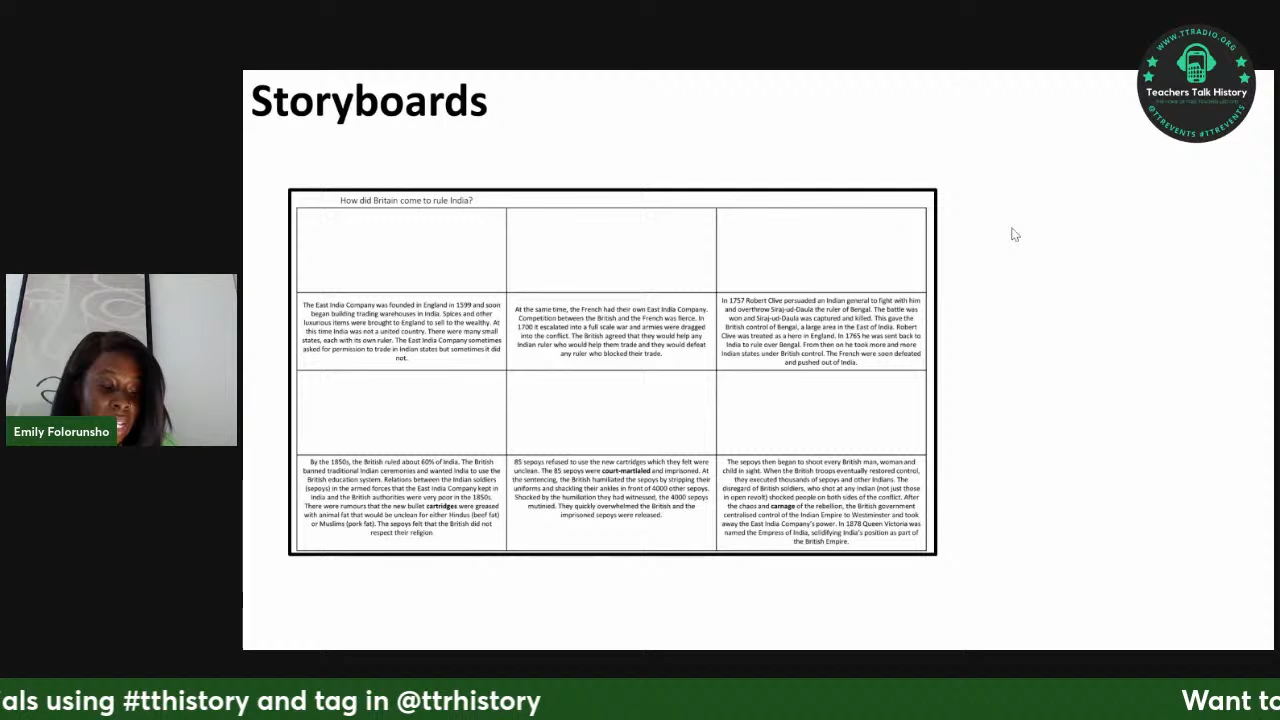 WWW.TTRADIO.ORG
Teachers Talk History
@TTREVENTS #TTREVENTS
Storyboards
How did Britain come to rule India?
The East India Company was founded in England in 1599 and soon
began building trading warehouses in India. Spices and other
luxurious items were brought to England to sell to the wealthy. At
this time India was not a united country. There were many small
states, each with its own ruler. The East India Company sometimes
asked for permission to trade in Indian states but sometimes it did
not.
At the same time, the French had their own East India Company.
Competition between the British and the French was fierce. In
1700 it escalated into a full scale war and armies were dragged
into the conflict. The British agreed that they would help any
Indian ruler who would help them trade and they would defeat
any ruler who blocked their trade.
In 1757 Robert Clive persuaded an Indian general to fight with him
and overthrow Siraj-ud-Daula the ruler of Bengal. The battle was
won and Siraj-ud-Daula was captured and killed. This gave the
British control of Bengal, a large area in the East of India. Robert
Clive was treated as a hero in England. In 1765 he was sent back to
India to rule over Bengal. From then on he took more and more
Indian states under British control. The French were soon defeated
and pushed out of India.
By the 1850s, the British ruled about 60% of India. The British
banned traditional Indian ceremonies and wanted India to use the
British education system. Relations between the Indian soldiers
(sepoys) in the armed forces that the East India Company kept in
India and the British authorities were very poor in the 1850s.
There were rumours that the new bullet cartridges were greased
with animal fat that would be unclean for either Hindus (beef fat)
or Muslims (pork fat). The sepoys felt that the British did not
respect their religion
85 sepoys refused to use the new cartridges which they felt were
unclean. The 85 sepoys were court-martialed and imprisoned. At
the sentencing, the British humiliated the sepoys by stripping their
uniforms and shackling their ankles in front of 4000 other sepoys.
Shocked by the humiliation they had witnessed, the 4000 sepoys
mutinied. They quickly overwhelmed the British and the
imprisoned sepoys were released.
The sepoys then began to shoot every British man, woman and
child in sight. When the British troops eventually restored control,
they executed thousands of sepoys and other Indians. The
disregard of British soldiers, who shot at any Indian (not just those
in open revolt) shocked people on both sides of the conflict. After
the chaos and carnage of the rebellion, the British government
centralised control of the Indian Empire to Westminster and took
away the East India Company's power. In 1878 Queen Victoria was
named the Empress of India, solidifying India's position as part of
the British Empire.
Emily Folorunsho
ials using #tthistory and tag in @ttrhistory
Want to